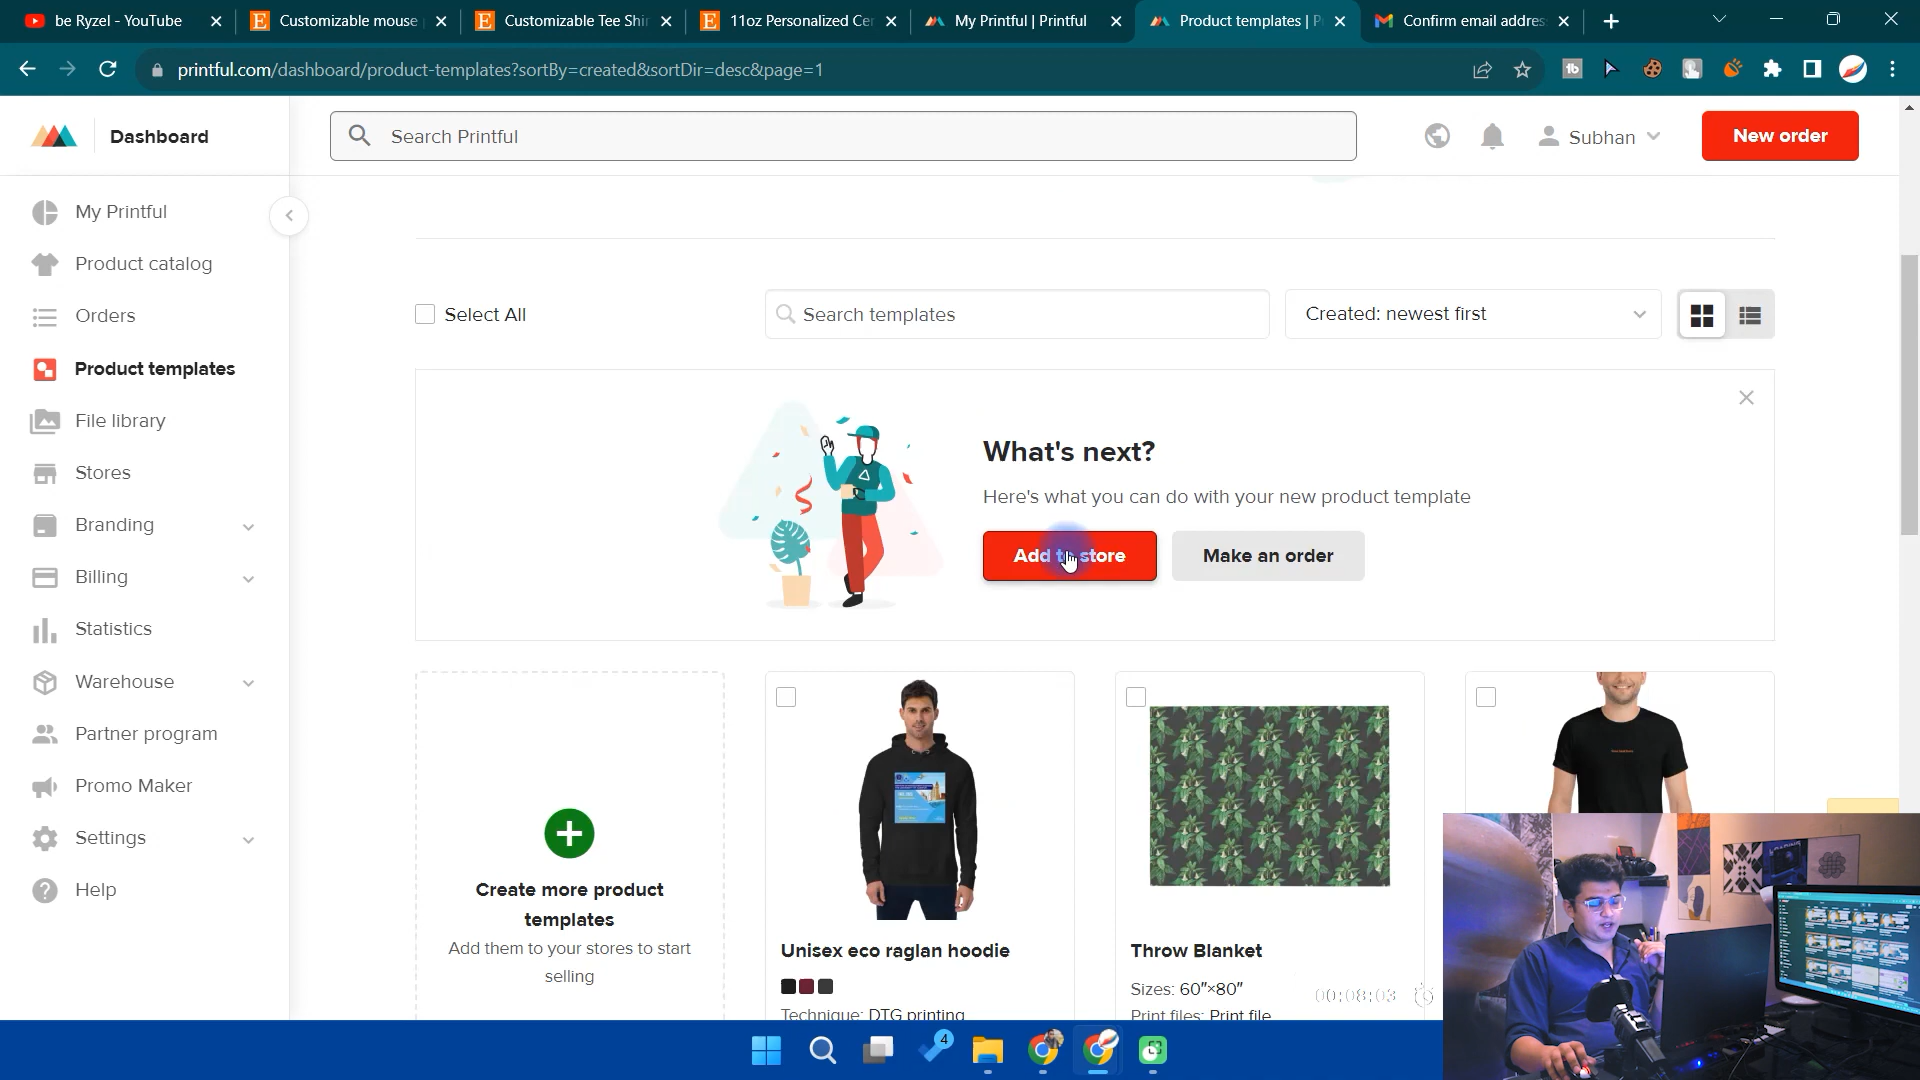 be Ryzel - YouTube
Customizable mouse
Customizable Tee Shir
11oz Personalized Ce
My Printful | Printful
Product templates | P
Confirm email addres
printful.com/dashboard/product-templates?sortBy=created&sortDir=desc&page=1
Dashboard
Search Printful
Subhan
New order
My Printful
Product catalog
Orders
Product templates
File library
Stores
Branding
Billing
Statistics
Warehouse
Partner program
Promo Maker
Settings
Help
Select All
Search templates
Created: newest first
What's next?
Here's what you can do with your new product template
Add to store
Make an order
Create more product
templates
Add them to your stores to start
selling
Unisex eco raglan hoodie
Technique: DTG printing
Throw Blanket
Sizes: 60″×80″
Print files: Print file
00:08:03
4